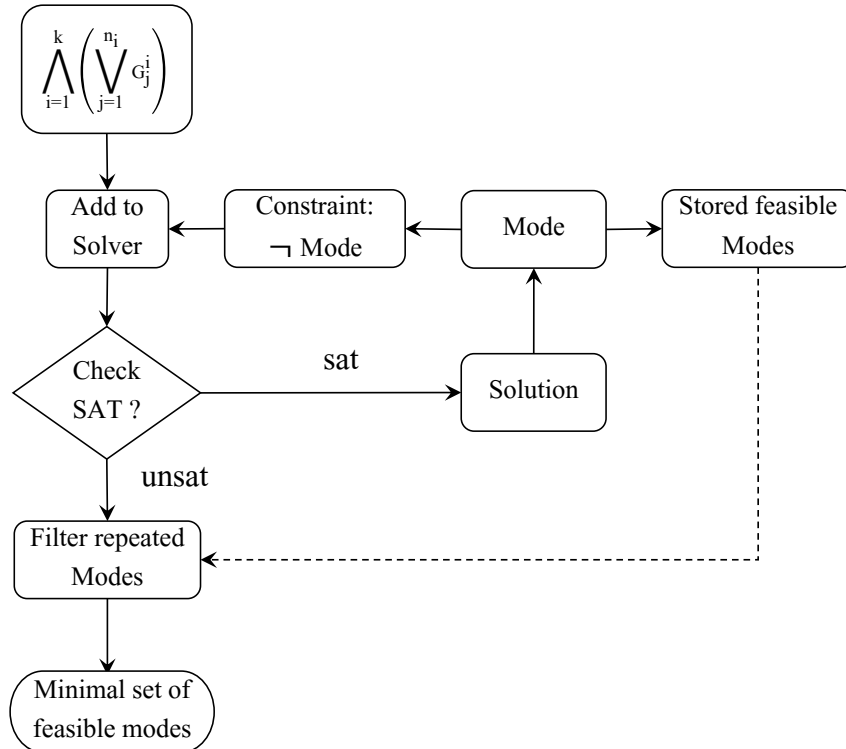 k n_i
⋀ ( ⋁ G_j^i )
i=1 j=1
Add to
Solver
Constraint:
¬ Mode
Mode
Stored feasible
Modes
Check
SAT ?
sat
Solution
unsat
Filter repeated
Modes
Minimal set of
feasible modes